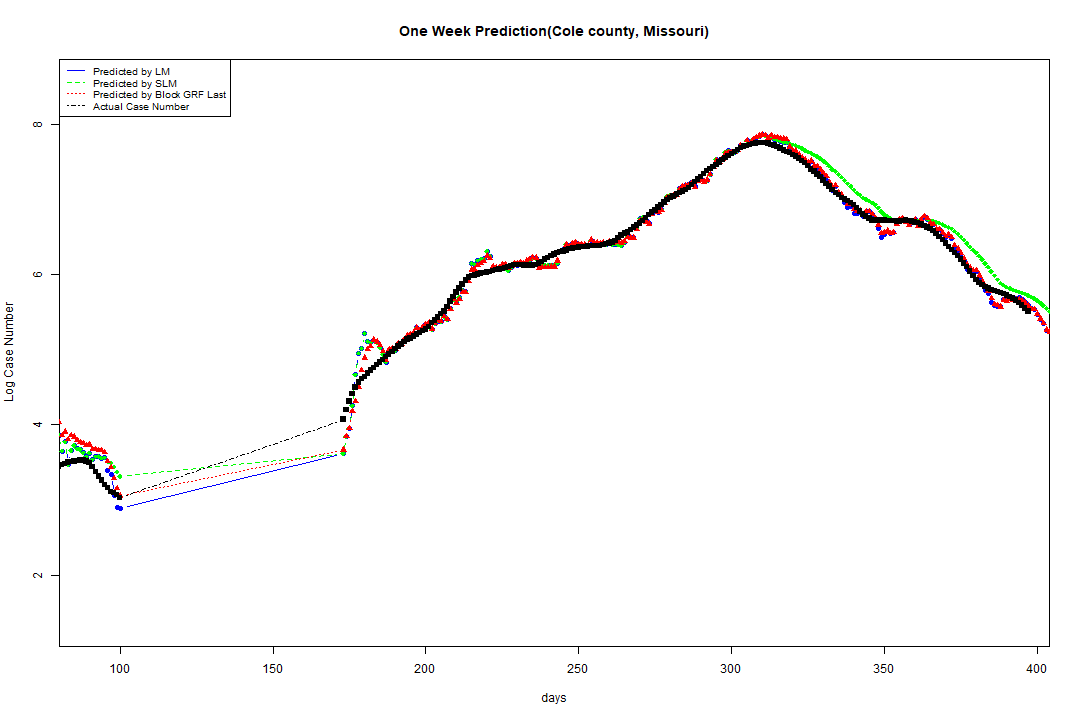 One Week Prediction(Cole county, Missouri)
Predicted by LM
Predicted by SLM
Predicted by Block GRF Last
Actual Case Number
8
6
4
2
Log Case Number
100 150 200 250 300 350 400
days